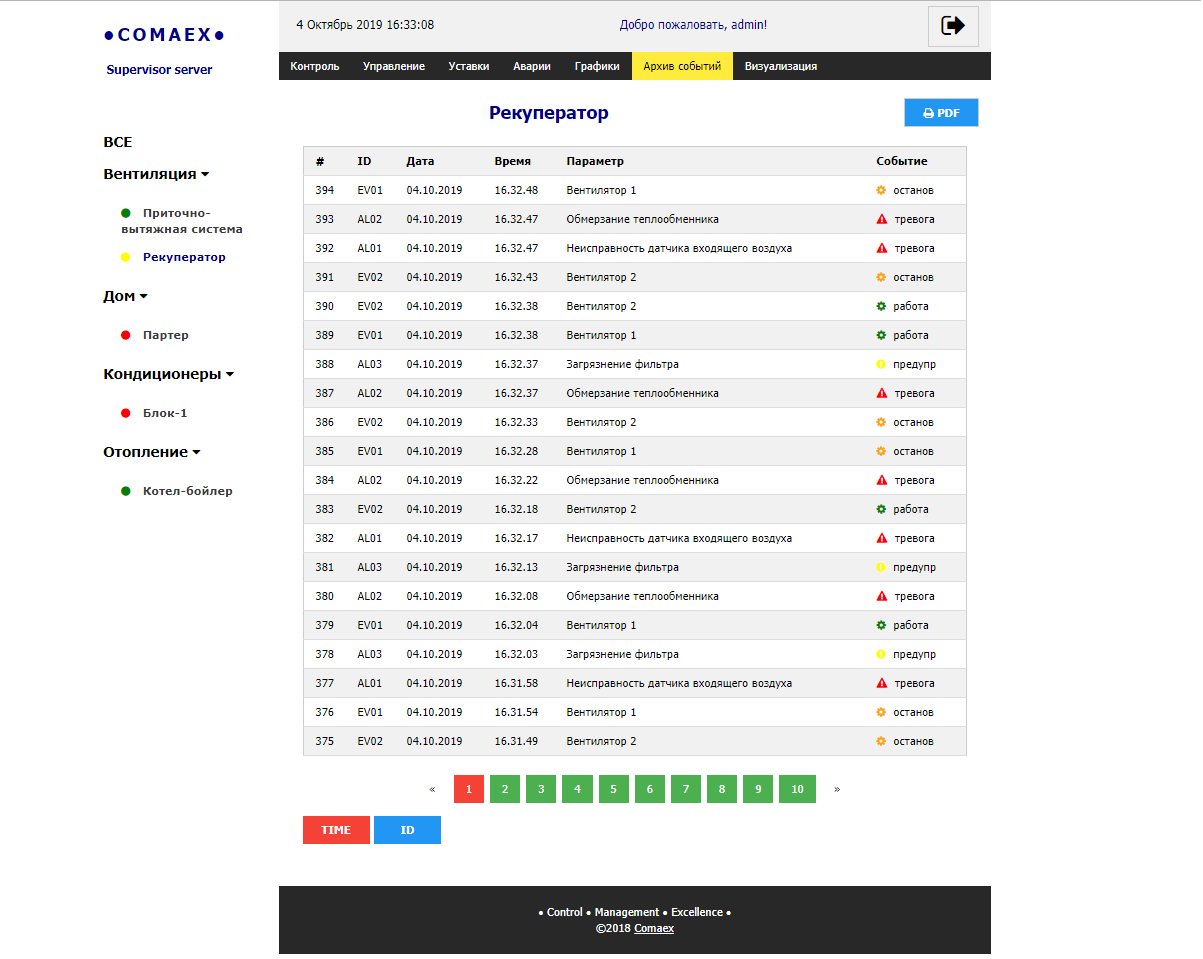 ●COMAEX●
Supervisor server
ВСЕ
Вентиляция
Приточно-
вытяжная система
Рекуператор
Дом
Партер
Кондиционеры
Блок-1
Отопление
Котел-бойлер
4 Октябрь 2019 16:33:08 Добро пожаловать, admin!
Контроль Управление Уставки Аварии Графики Архив событий Визуализация
Рекуператор PDF
# ID Дата Время Параметр Событие
394 EV01 04.10.2019 16.32.48 Вентилятор 1 останов
393 AL02 04.10.2019 16.32.47 Обмерзание теплообменника тревога
392 AL01 04.10.2019 16.32.47 Неисправность датчика входящего воздуха тревога
391 EV02 04.10.2019 16.32.43 Вентилятор 2 останов
390 EV02 04.10.2019 16.32.38 Вентилятор 2 работа
389 EV01 04.10.2019 16.32.38 Вентилятор 1 работа
388 AL03 04.10.2019 16.32.37 Загрязнение фильтра предупр
387 AL02 04.10.2019 16.32.37 Обмерзание теплообменника тревога
386 EV02 04.10.2019 16.32.33 Вентилятор 2 останов
385 EV01 04.10.2019 16.32.28 Вентилятор 1 останов
384 AL02 04.10.2019 16.32.22 Обмерзание теплообменника тревога
383 EV02 04.10.2019 16.32.18 Вентилятор 2 работа
382 AL01 04.10.2019 16.32.17 Неисправность датчика входящего воздуха тревога
381 AL03 04.10.2019 16.32.13 Загрязнение фильтра предупр
380 AL02 04.10.2019 16.32.08 Обмерзание теплообменника тревога
379 EV01 04.10.2019 16.32.04 Вентилятор 1 работа
378 AL03 04.10.2019 16.32.03 Загрязнение фильтра предупр
377 AL01 04.10.2019 16.31.58 Неисправность датчика входящего воздуха тревога
376 EV01 04.10.2019 16.31.54 Вентилятор 1 останов
375 EV02 04.10.2019 16.31.49 Вентилятор 2 останов
« 1 2 3 4 5 6 7 8 9 10 »
TIME ID
● Control ● Management ● Excellence ●
©2018 Comaex